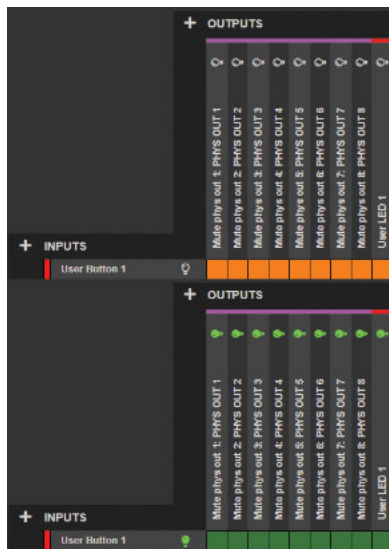 + OUTPUTS
Mute phys out 1: PHYS OUT 1
Mute phys out 2: PHYS OUT 2
Mute phys out 3: PHYS OUT 3
Mute phys out 4: PHYS OUT 4
Mute phys out 5: PHYS OUT 5
Mute phys out 6: PHYS OUT 6
Mute phys out 7: PHYS OUT 7
Mute phys out 8: PHYS OUT 8
User LED 1
+ INPUTS
User Button 1
+ OUTPUTS
Mute phys out 1: PHYS OUT 1
Mute phys out 2: PHYS OUT 2
Mute phys out 3: PHYS OUT 3
Mute phys out 4: PHYS OUT 4
Mute phys out 5: PHYS OUT 5
Mute phys out 6: PHYS OUT 6
Mute phys out 7: PHYS OUT 7
Mute phys out 8: PHYS OUT 8
User LED 1
+ INPUTS
User Button 1